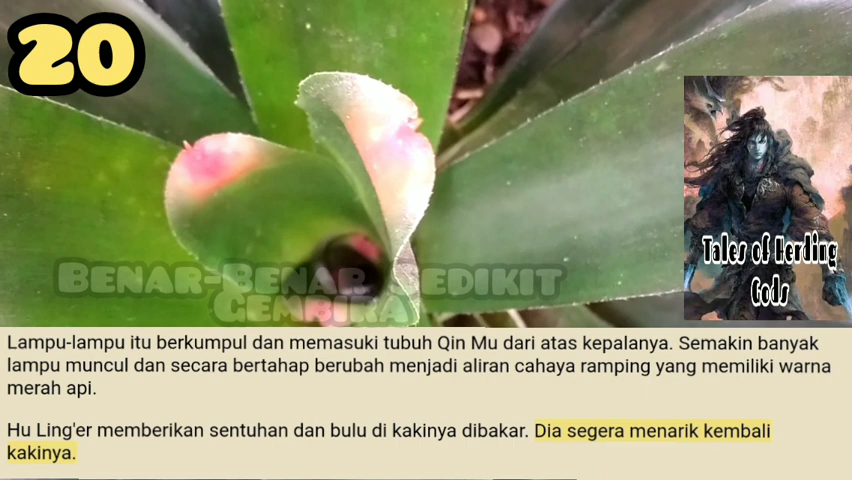 20
Tales of Herding
Gods
Benar-Benar Sedikit
Gembira
Lampu-lampu itu berkumpul dan memasuki tubuh Qin Mu dari atas kepalanya. Semakin banyak
lampu muncul dan secara bertahap berubah menjadi aliran cahaya ramping yang memiliki warna
merah api.
Hu Ling'er memberikan sentuhan dan bulu di kakinya dibakar. Dia segera menarik kembali
kakinya.